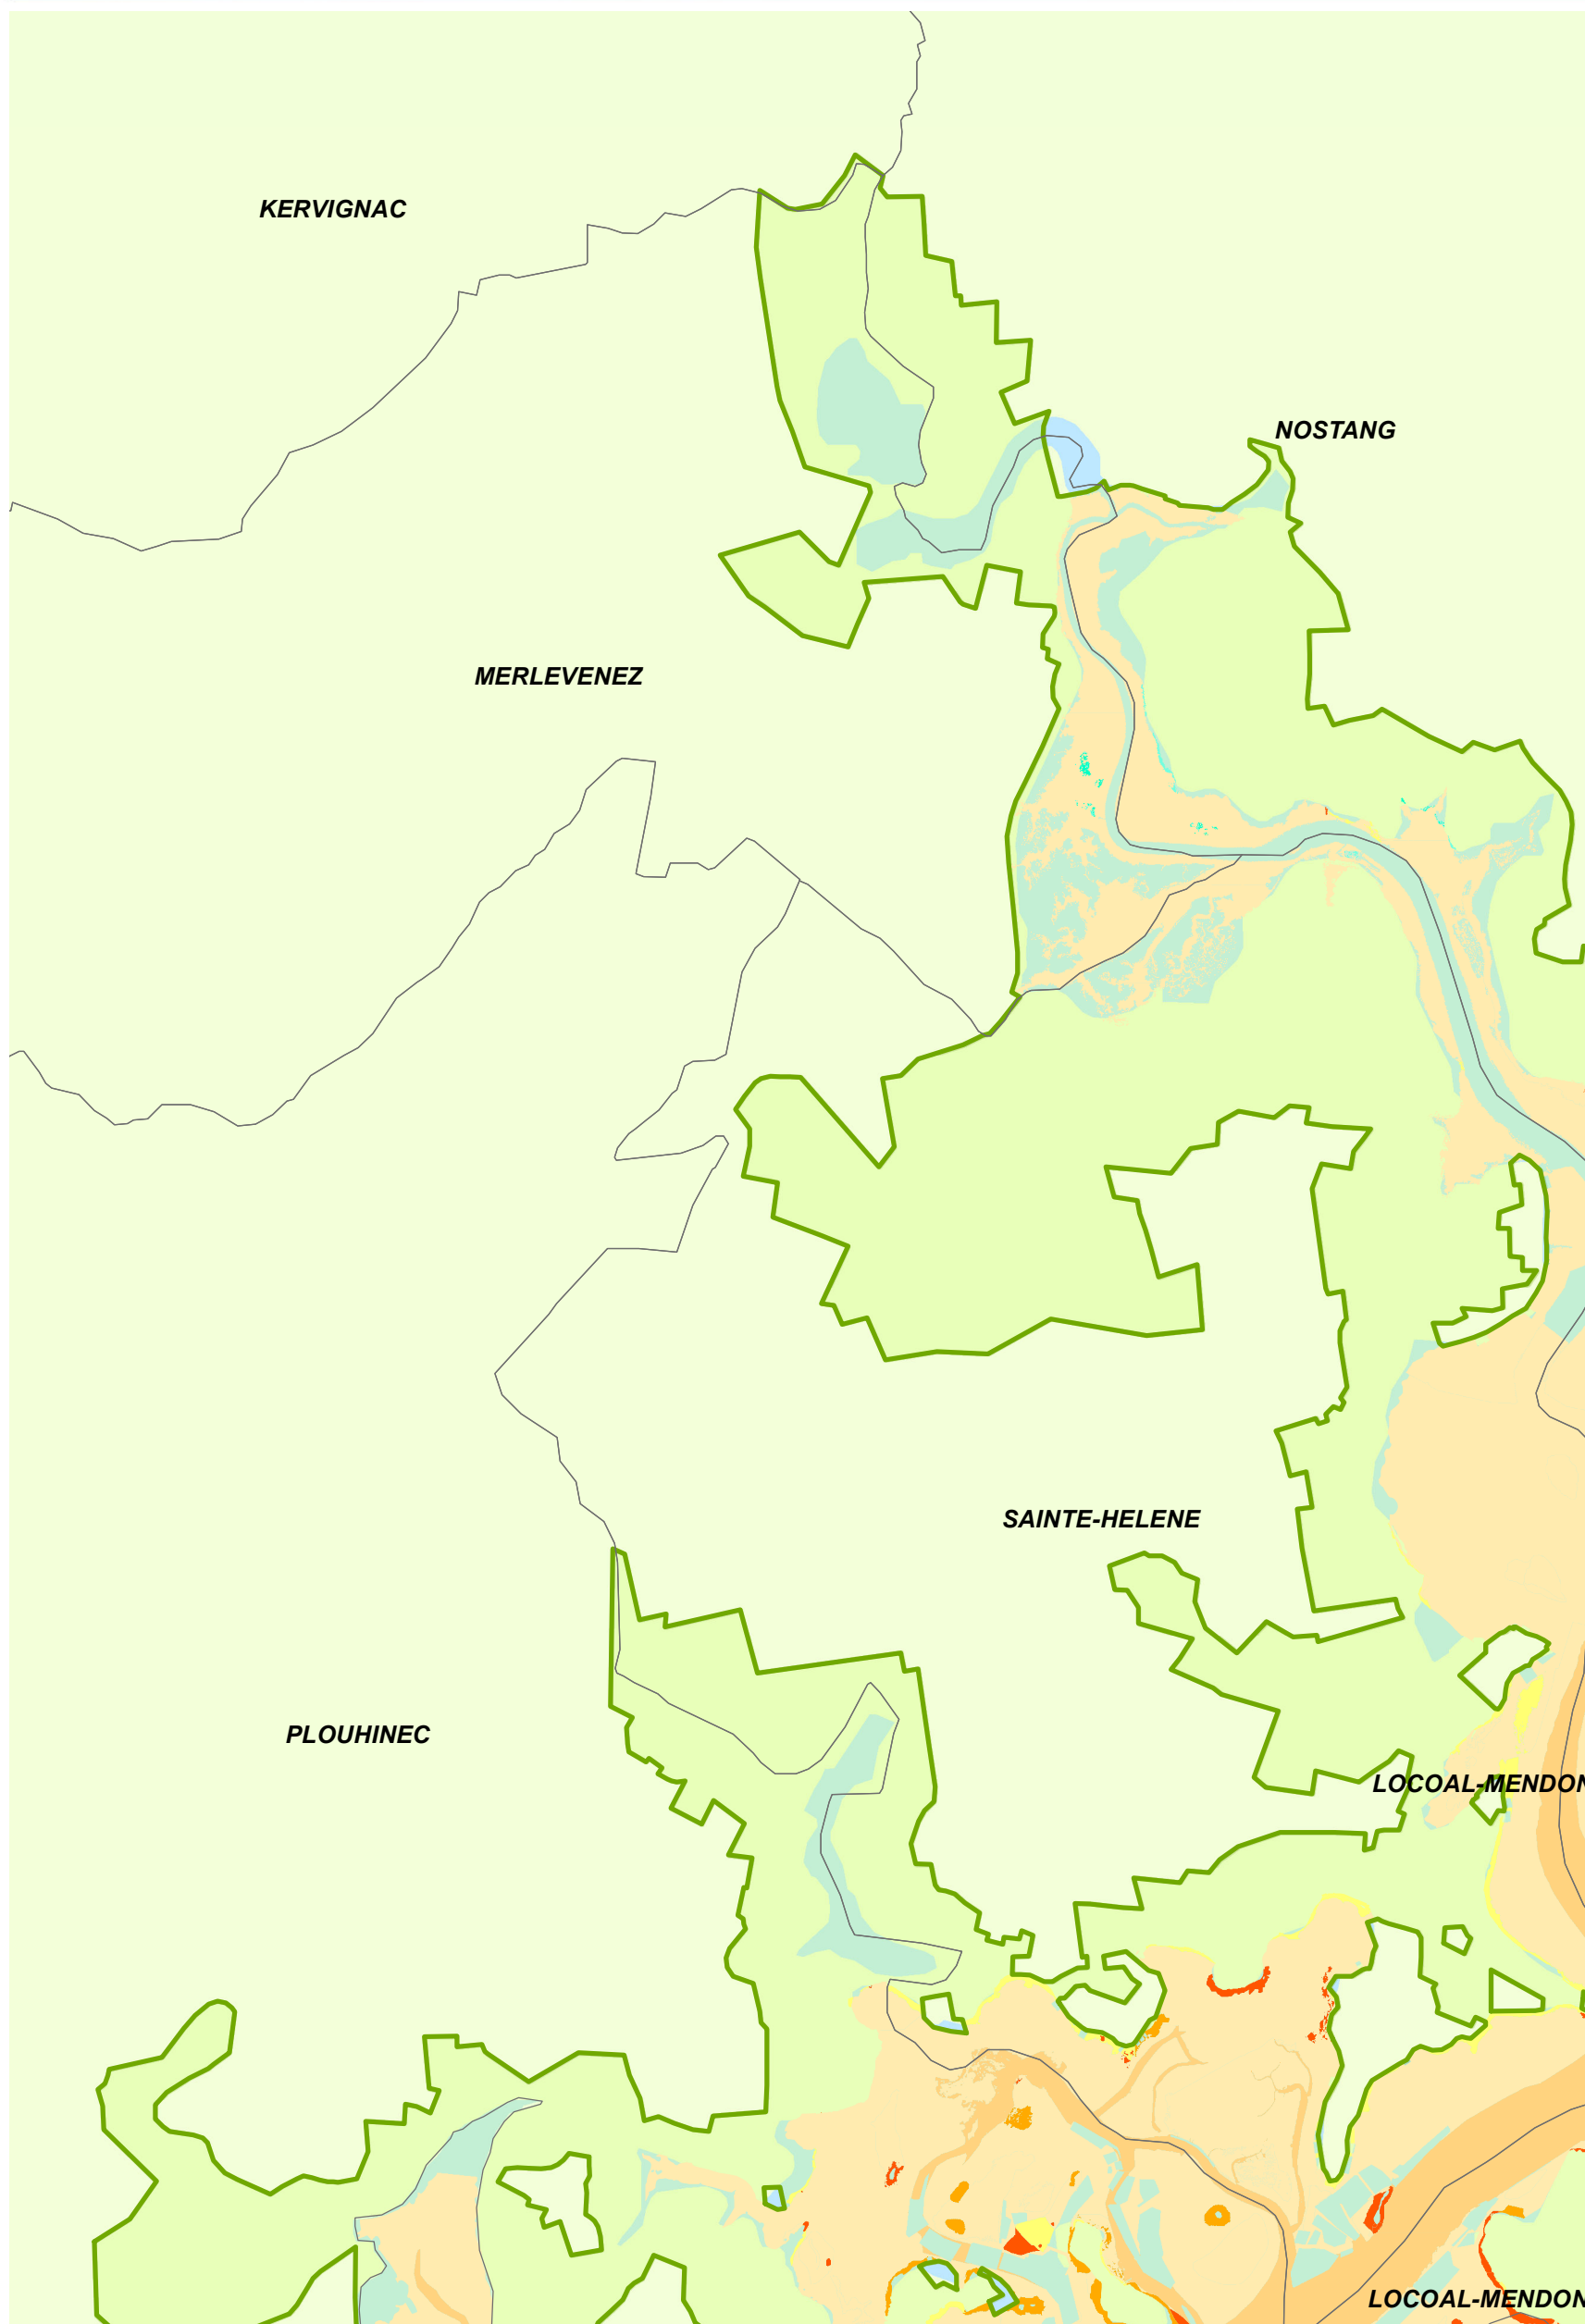 KERVIGNAC
NOSTANG
MERLEVENEZ
SAINTE-HELENE
PLOUHINEC
LOCOAL-MENDON
LOCOAL-MENDON